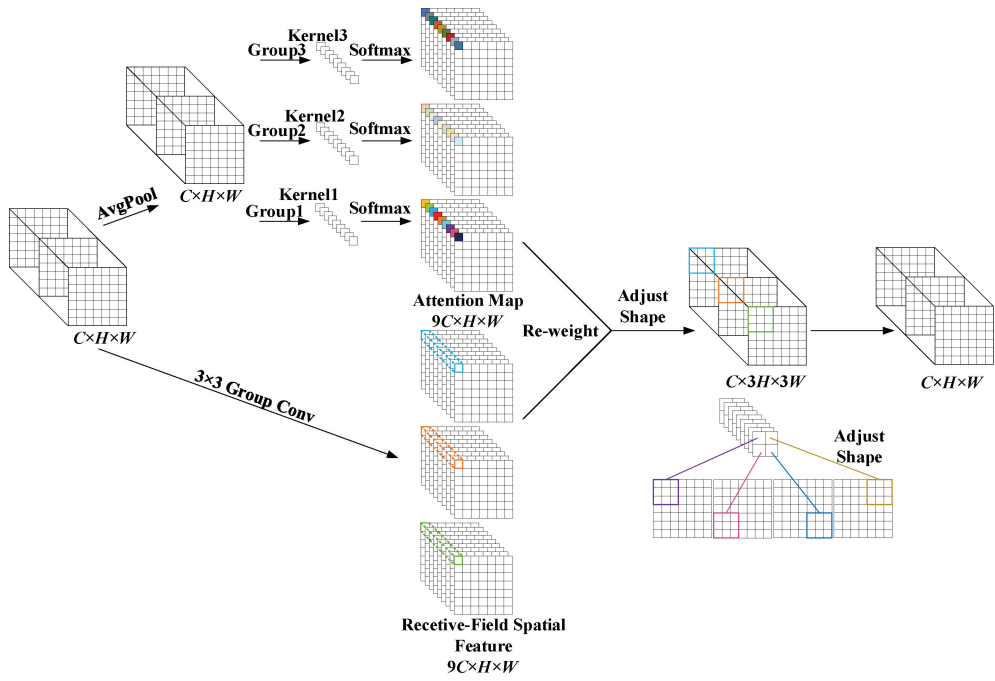 Kernel3
Group3
Softmax
Kernel2
Group2
Softmax
C×H×W
AvgPool
Kernel1
Group1
Softmax
C×H×W
Attention Map
9C×H×W
Re-weight
Adjust
Shape
C×3H×3W
C×H×W
3×3 Group Conv
Adjust
Shape
Recetive-Field Spatial
Feature
9C×H×W